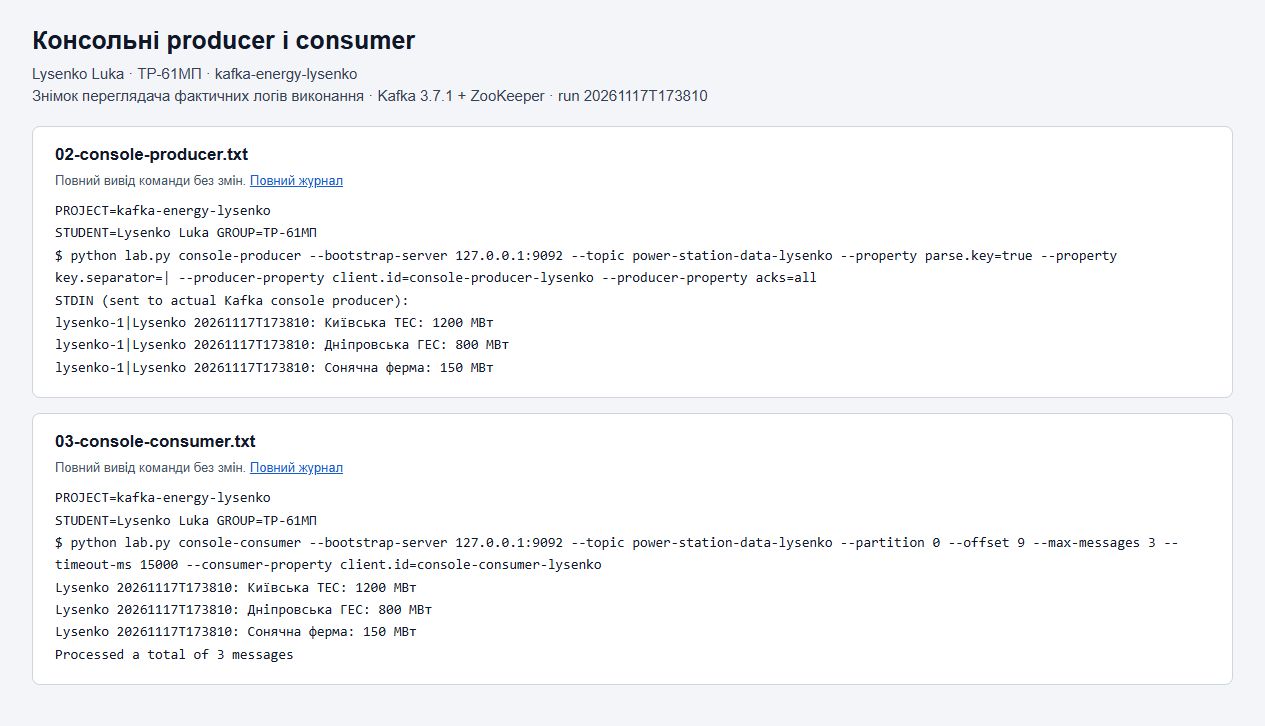 Консольні producer і consumer
Lysenko Luka · ТР-61МП · kafka-energy-lysenko
Знімок переглядача фактичних логів виконання · Kafka 3.7.1 + ZooKeeper · run 20261117T173810
02-console-producer.txt
Повний вивід команди без змін. Повний журнал
PROJECT=kafka-energy-lysenko
STUDENT=Lysenko Luka GROUP=ТР-61МП
$ python lab.py console-producer --bootstrap-server 127.0.0.1:9092 --topic power-station-data-lysenko --property parse.key=true --property
key.separator=| --producer-property client.id=console-producer-lysenko --producer-property acks=all
STDIN (sent to actual Kafka console producer):
lysenko-1|Lysenko 20261117T173810: Київська ТЕС: 1200 МВт
lysenko-1|Lysenko 20261117T173810: Дніпровська ГЕС: 800 МВт
lysenko-1|Lysenko 20261117T173810: Сонячна ферма: 150 МВт
03-console-consumer.txt
Повний вивід команди без змін. Повний журнал
PROJECT=kafka-energy-lysenko
STUDENT=Lysenko Luka GROUP=ТР-61МП
$ python lab.py console-consumer --bootstrap-server 127.0.0.1:9092 --topic power-station-data-lysenko --partition 0 --offset 9 --max-messages 3 --
timeout-ms 15000 --consumer-property client.id=console-consumer-lysenko
Lysenko 20261117T173810: Київська ТЕС: 1200 МВт
Lysenko 20261117T173810: Дніпровська ГЕС: 800 МВт
Lysenko 20261117T173810: Сонячна ферма: 150 МВт
Processed a total of 3 messages